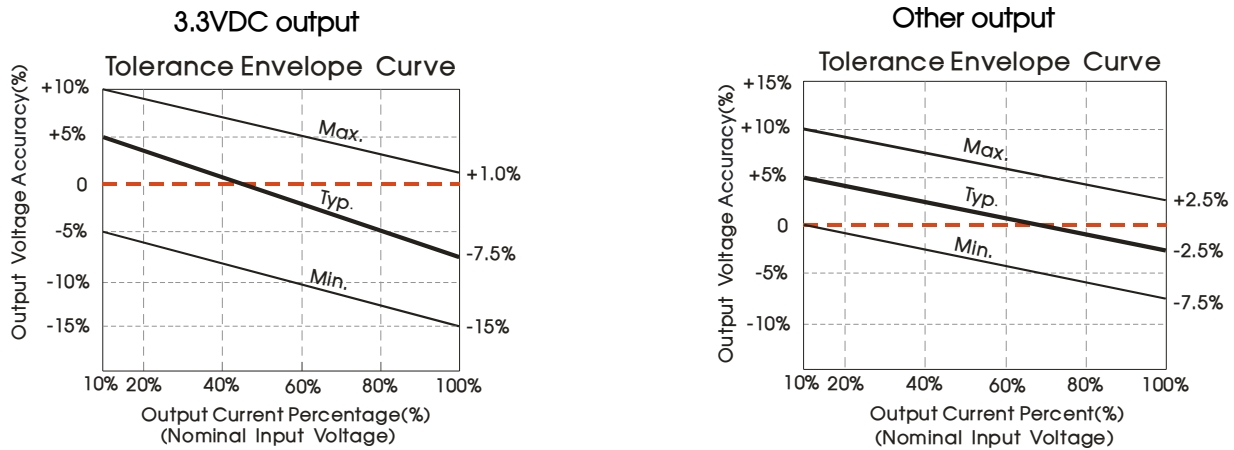 3.3VDC output
Tolerance Envelope Curve
Output Voltage Accuracy(%)
+10%
+5%
0
-5%
-10%
-15%
Max.
Typ.
Min.
+1.0%
-7.5%
-15%
10% 20% 40% 60% 80% 100%
Output Current Percentage(%)
(Nominal Input Voltage)
Other output
Tolerance Envelope Curve
Output Voltage Accuracy(%)
+15%
+10%
+5%
0
-5%
-10%
Max.
Typ.
Min.
+2.5%
-2.5%
-7.5%
10% 20% 40% 60% 80% 100%
Output Current Percent(%)
(Nominal Input Voltage)